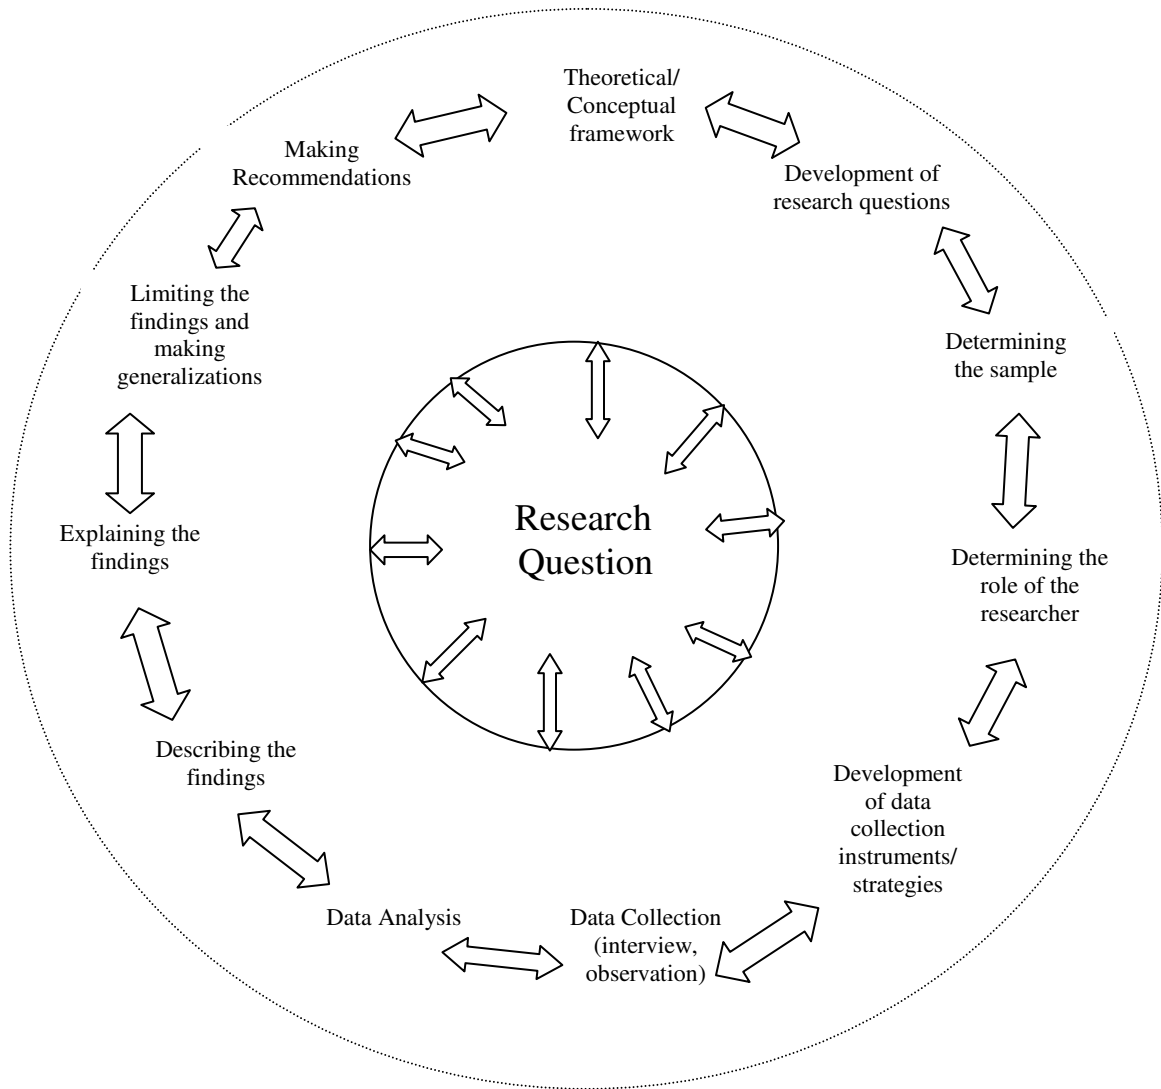 Theoretical/
Conceptual
framework
Development of
research questions
Determining
the sample
Determining the
role of the
researcher
Development
of data
collection
instruments/
strategies
Data Collection
(interview,
observation)
Data Analysis
Describing the
findings
Explaining the
findings
Limiting the
findings and
making
generalizations
Making
Recommendations
Research
Question